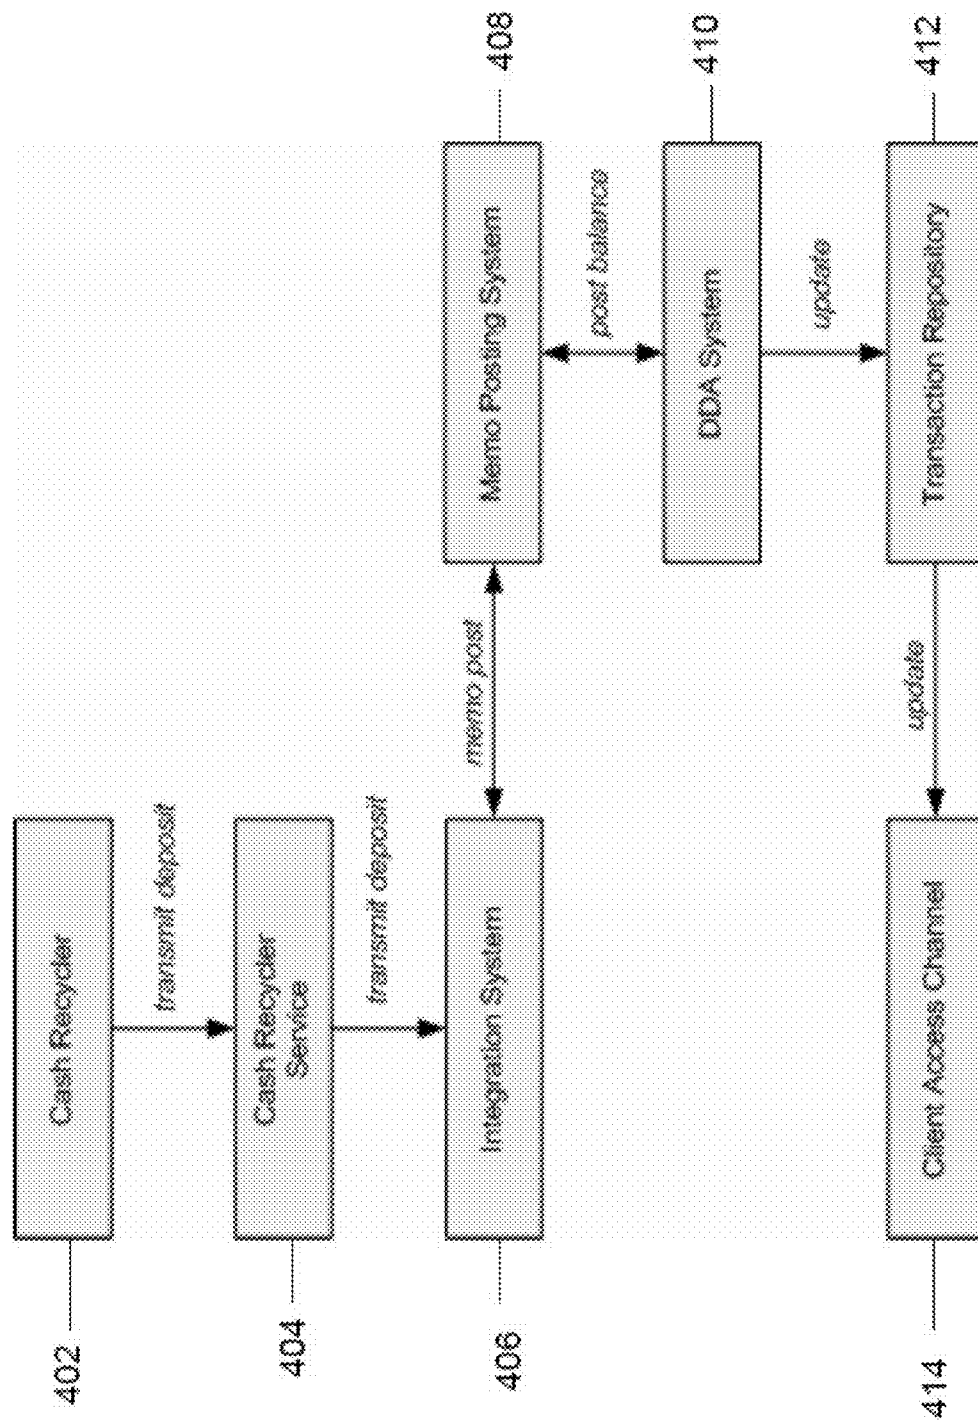 402
Cash Recycler
transmit deposit
404
Cash Recycler
Service
transmit deposit
406
Integration System
memo post
Memo Posting System
408
post balance
DDA System
410
update
Transaction Repository
412
update
Client Access Channel
414